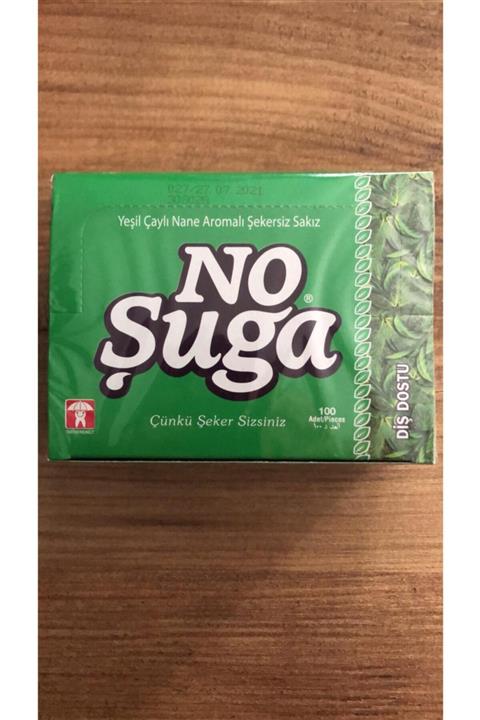 027/27 07 2021
Yeşil Çaylı Nane Aromalı Şekersiz Sakız
NO
Şuga®
Çünkü Şeker Sizsiniz
100
Adet/Pieces
DİŞ DOSTU